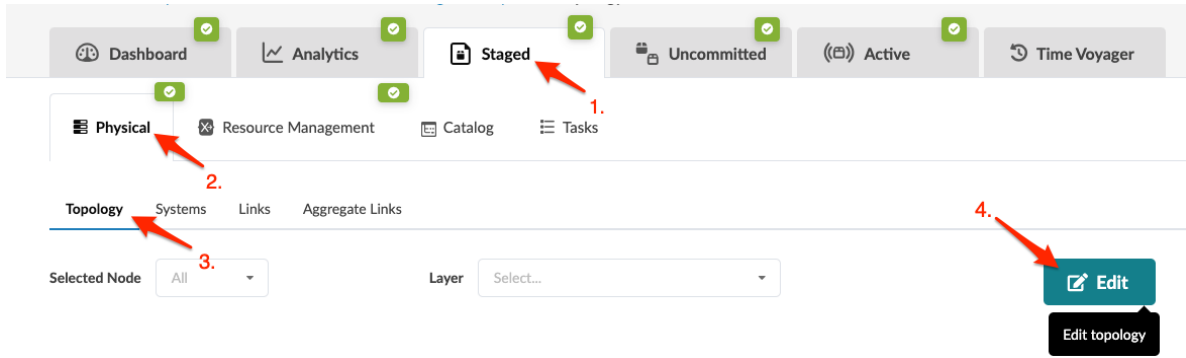 Dashboard Analytics Staged Uncommitted Active Time Voyager
1.
Physical Resource Management Catalog Tasks
2.
Topology Systems Links Aggregate Links
3.
4.
Selected Node All Layer Select...
Edit
Edit topology